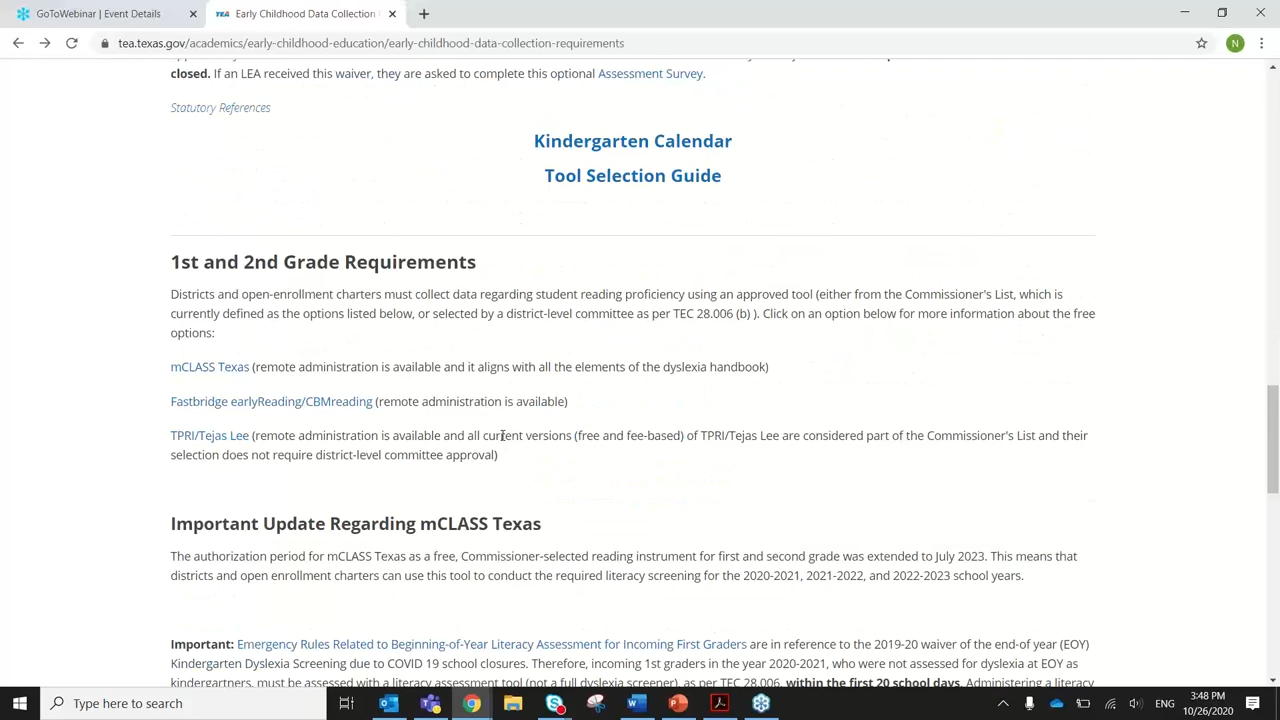 GoToWebinar | Event Details
TEA Early Childhood Data Collection
tea.texas.gov/academics/early-childhood-education/early-childhood-data-collection-requirements
N
closed. If an LEA received this waiver, they are asked to complete this optional Assessment Survey.
Statutory References
Kindergarten Calendar
Tool Selection Guide
1st and 2nd Grade Requirements
Districts and open-enrollment charters must collect data regarding student reading proficiency using an approved tool (either from the Commissioner's List, which is
currently defined as the options listed below, or selected by a district-level committee as per TEC 28.006 (b) ). Click on an option below for more information about the free
options:
mCLASS Texas (remote administration is available and it aligns with all the elements of the dyslexia handbook)
Fastbridge earlyReading/CBMreading (remote administration is available)
TPRI/Tejas Lee (remote administration is available and all current versions (free and fee-based) of TPRI/Tejas Lee are considered part of the Commissioner's List and their
selection does not require district-level committee approval)
Important Update Regarding mCLASS Texas
The authorization period for mCLASS Texas as a free, Commissioner-selected reading instrument for first and second grade was extended to July 2023. This means that
districts and open enrollment charters can use this tool to conduct the required literacy screening for the 2020-2021, 2021-2022, and 2022-2023 school years.
Important: Emergency Rules Related to Beginning-of-Year Literacy Assessment for Incoming First Graders are in reference to the 2019-20 waiver of the end-of year (EOY)
Kindergarten Dyslexia Screening due to COVID 19 school closures. Therefore, incoming 1st graders in the year 2020-2021, who were not assessed for dyslexia at EOY as
kindergartners, must be assessed with a literacy assessment tool (not a full dyslexia screener), as per TEC 28.006, within the first 20 school days. Administering a literacy
Type here to search
ENG
3:48 PM
10/26/2020